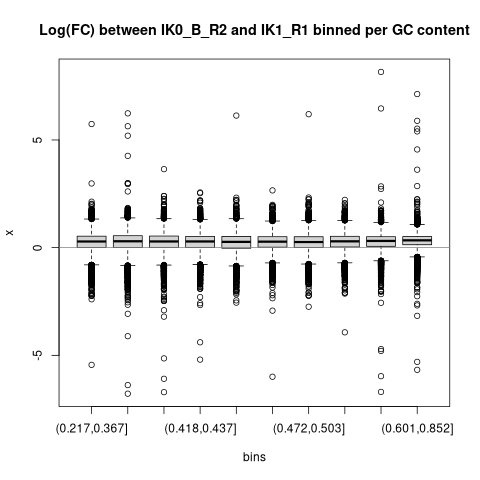 Log(FC) between IK0_B_R2 and IK1_R1 binned per GC content
x
5
0
-5
(0.217,0.367] (0.418,0.437] (0.472,0.503] (0.601,0.852]
bins